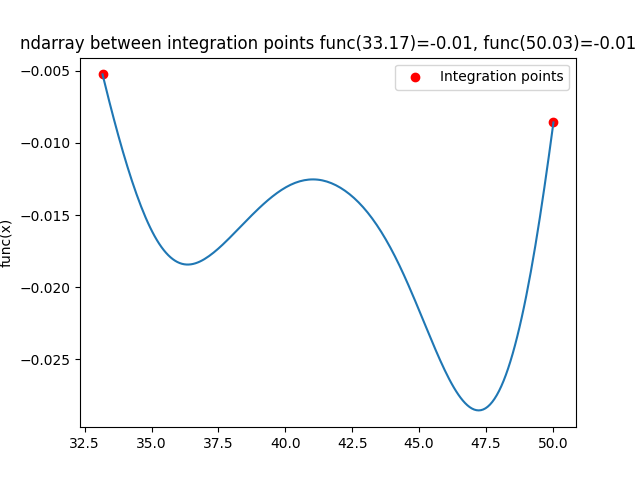 ndarray between integration points func(33.17)=-0.01, func(50.03)=-0.01
Integration points
−0.005
−0.010
−0.015
−0.020
−0.025
func(x)
32.5 35.0 37.5 40.0 42.5 45.0 47.5 50.0